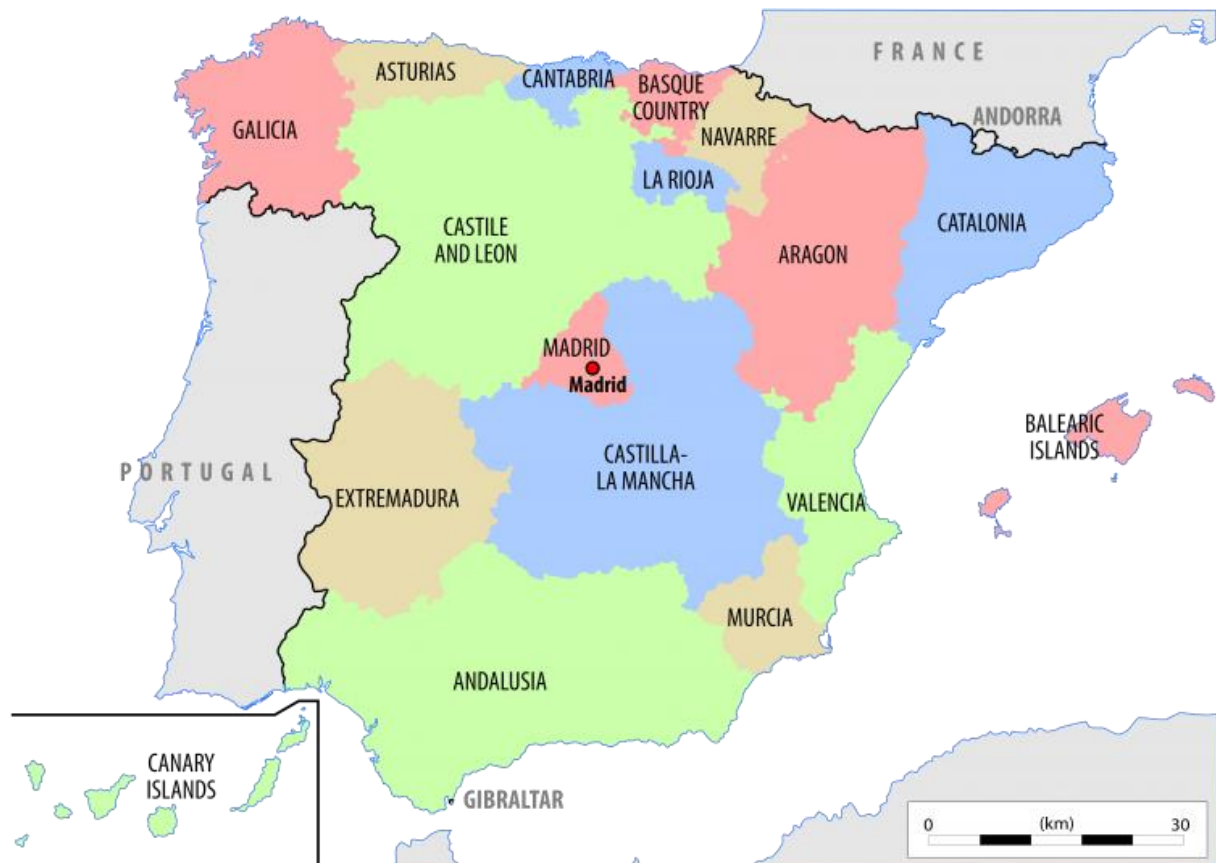 FRANCE
ASTURIAS
CANTABRIA
BASQUE
COUNTRY
ANDORRA
GALICIA
NAVARRE
LA RIOJA
CASTILE
AND LEON
CATALONIA
ARAGON
MADRID
Madrid
BALEARIC
ISLANDS
PORTUGAL
CASTILLA-
LA MANCHA
EXTREMADURA
VALENCIA
MURCIA
ANDALUSIA
CANARY
ISLANDS
GIBRALTAR
0 (km) 30